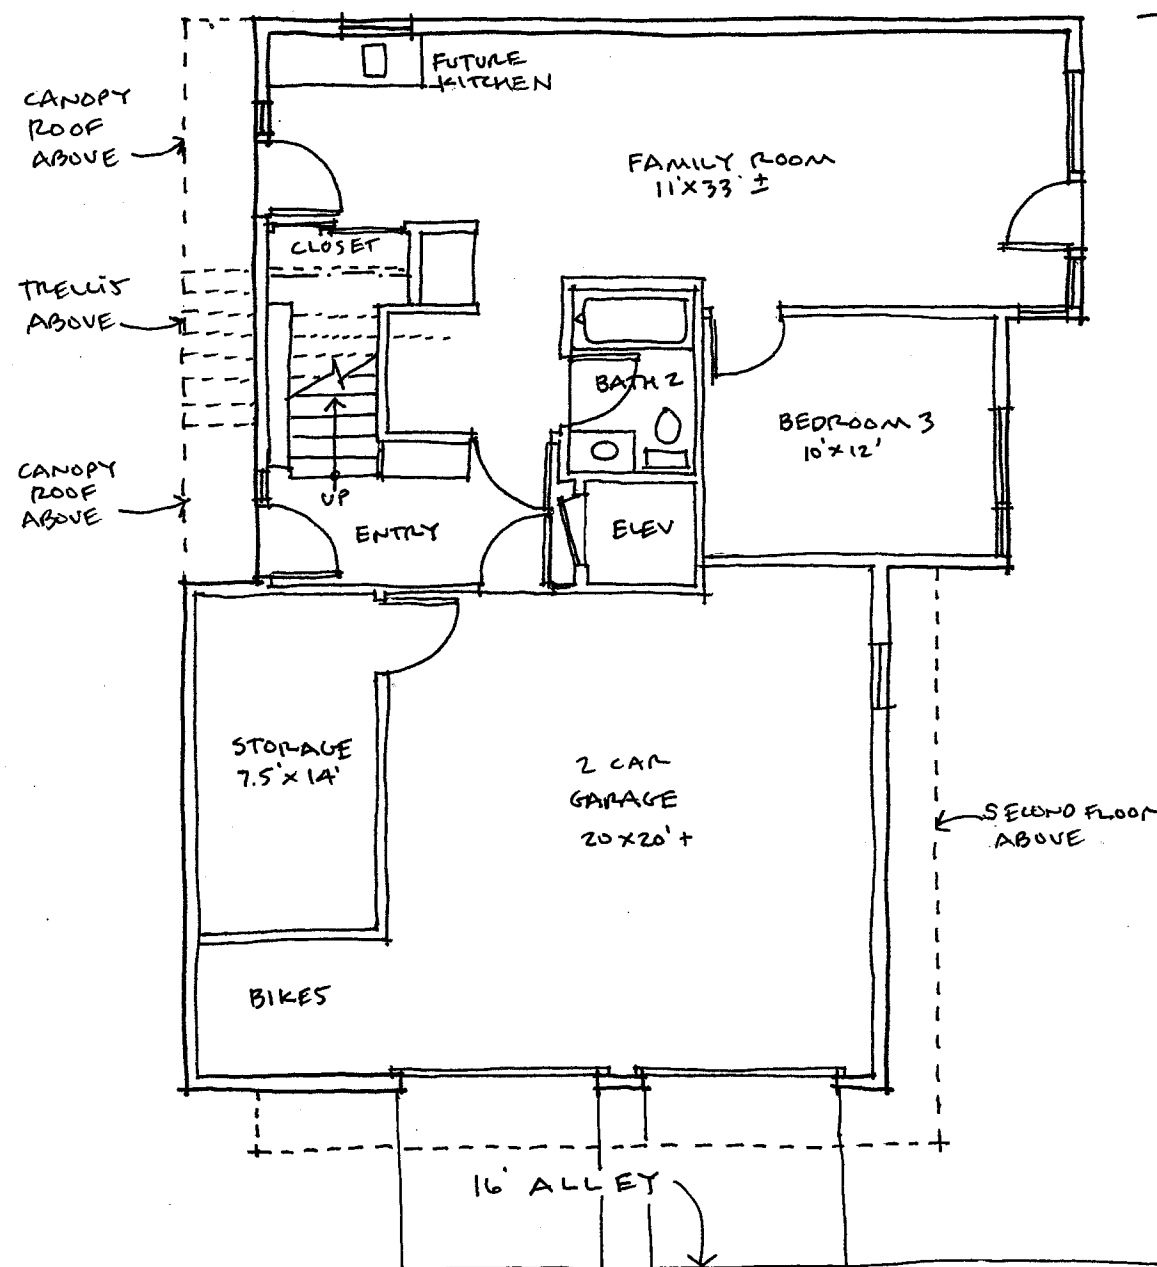 FUTURE
KITCHEN
CANOPY
ROOF
ABOVE
FAMILY ROOM
11'X33' ±
CLOSET
TRELLIS
ABOVE
BATH 2
BEDROOM 3
10'X12'
CANOPY
ROOF
ABOVE
UP
ENTRY
ELEV
STORAGE
7.5'X14'
2 CAR
GARAGE
20X20'+
SECOND FLOOR
ABOVE
BIKES
16' ALLEY